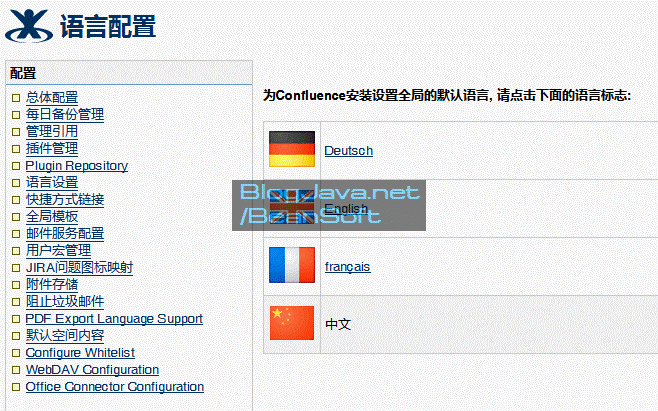 语言配置
配置
总体配置
每日备份管理
管理引用
插件管理
Plugin Repository
语言设置
快捷方式链接
全局模板
邮件服务配置
用户宏管理
JIRA问题图标映射
附件存储
阻止垃圾邮件
PDF Export Language Support
默认空间内容
Configure Whitelist
WebDAV Configuration
Office Connector Configuration
为Confluence安装设置全局的默认语言, 请点击下面的语言标志:
Deutsch
BlogJava.net
/BeanSoft
English
français
中文